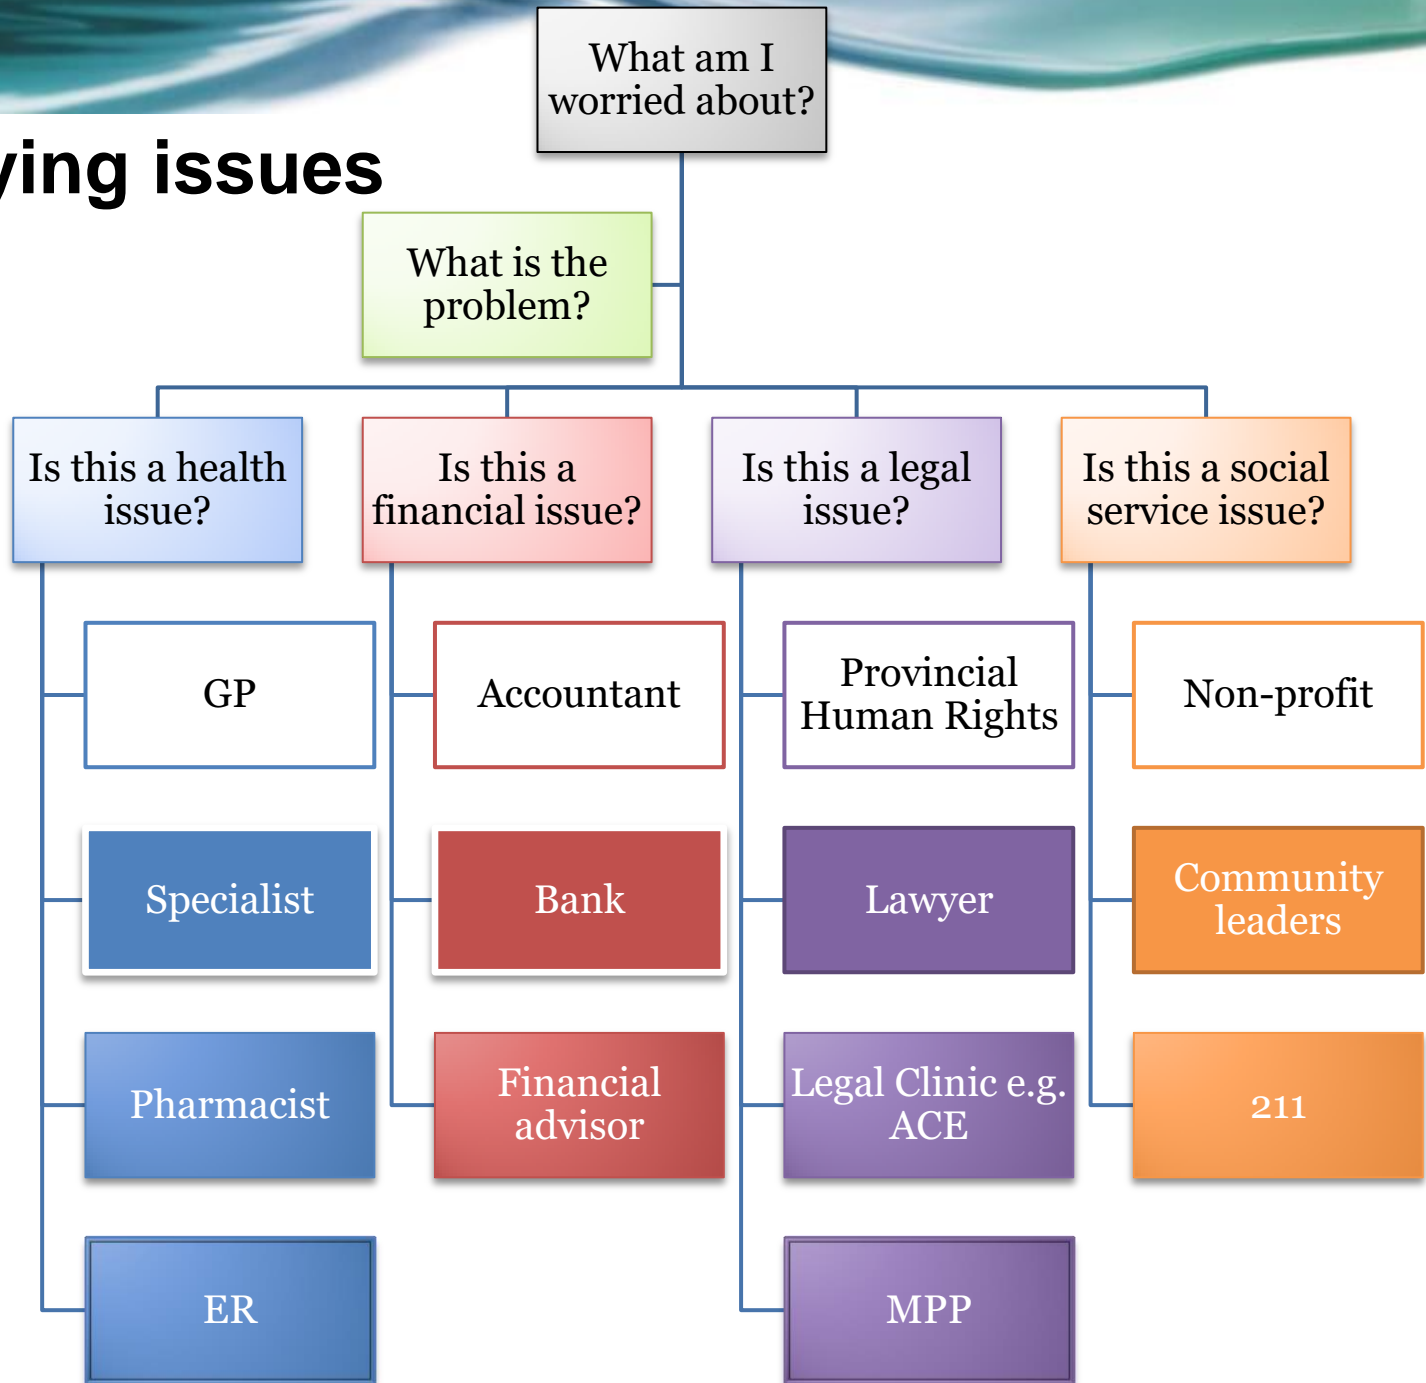 What am I
worried about?
ying issues
What is the
problem?
Is this a health
issue?
Is this a
financial issue?
Is this a legal
issue?
Is this a social
service issue?
GP
Accountant
Provincial
Human Rights
Non-profit
Specialist
Bank
Lawyer
Community
leaders
Pharmacist
Financial
advisor
Legal Clinic e.g.
ACE
211
ER
MPP